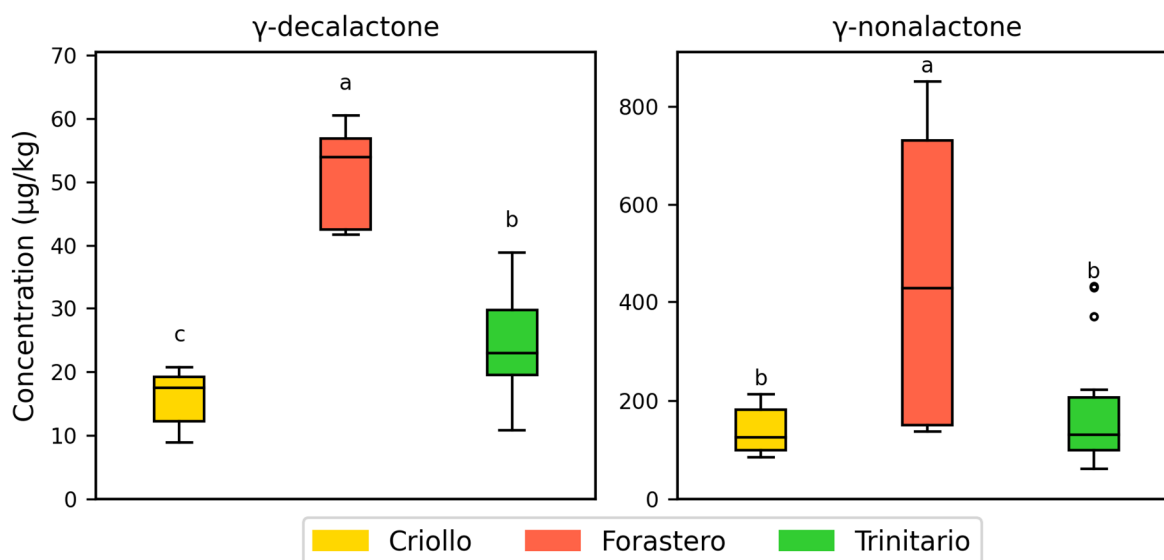 γ-decalactone
γ-nonalactone
Concentration (μg/kg)
70
60
50
40
30
20
10
0
c
a
b
800
600
400
200
0
b
a
b
Criollo Forastero Trinitario